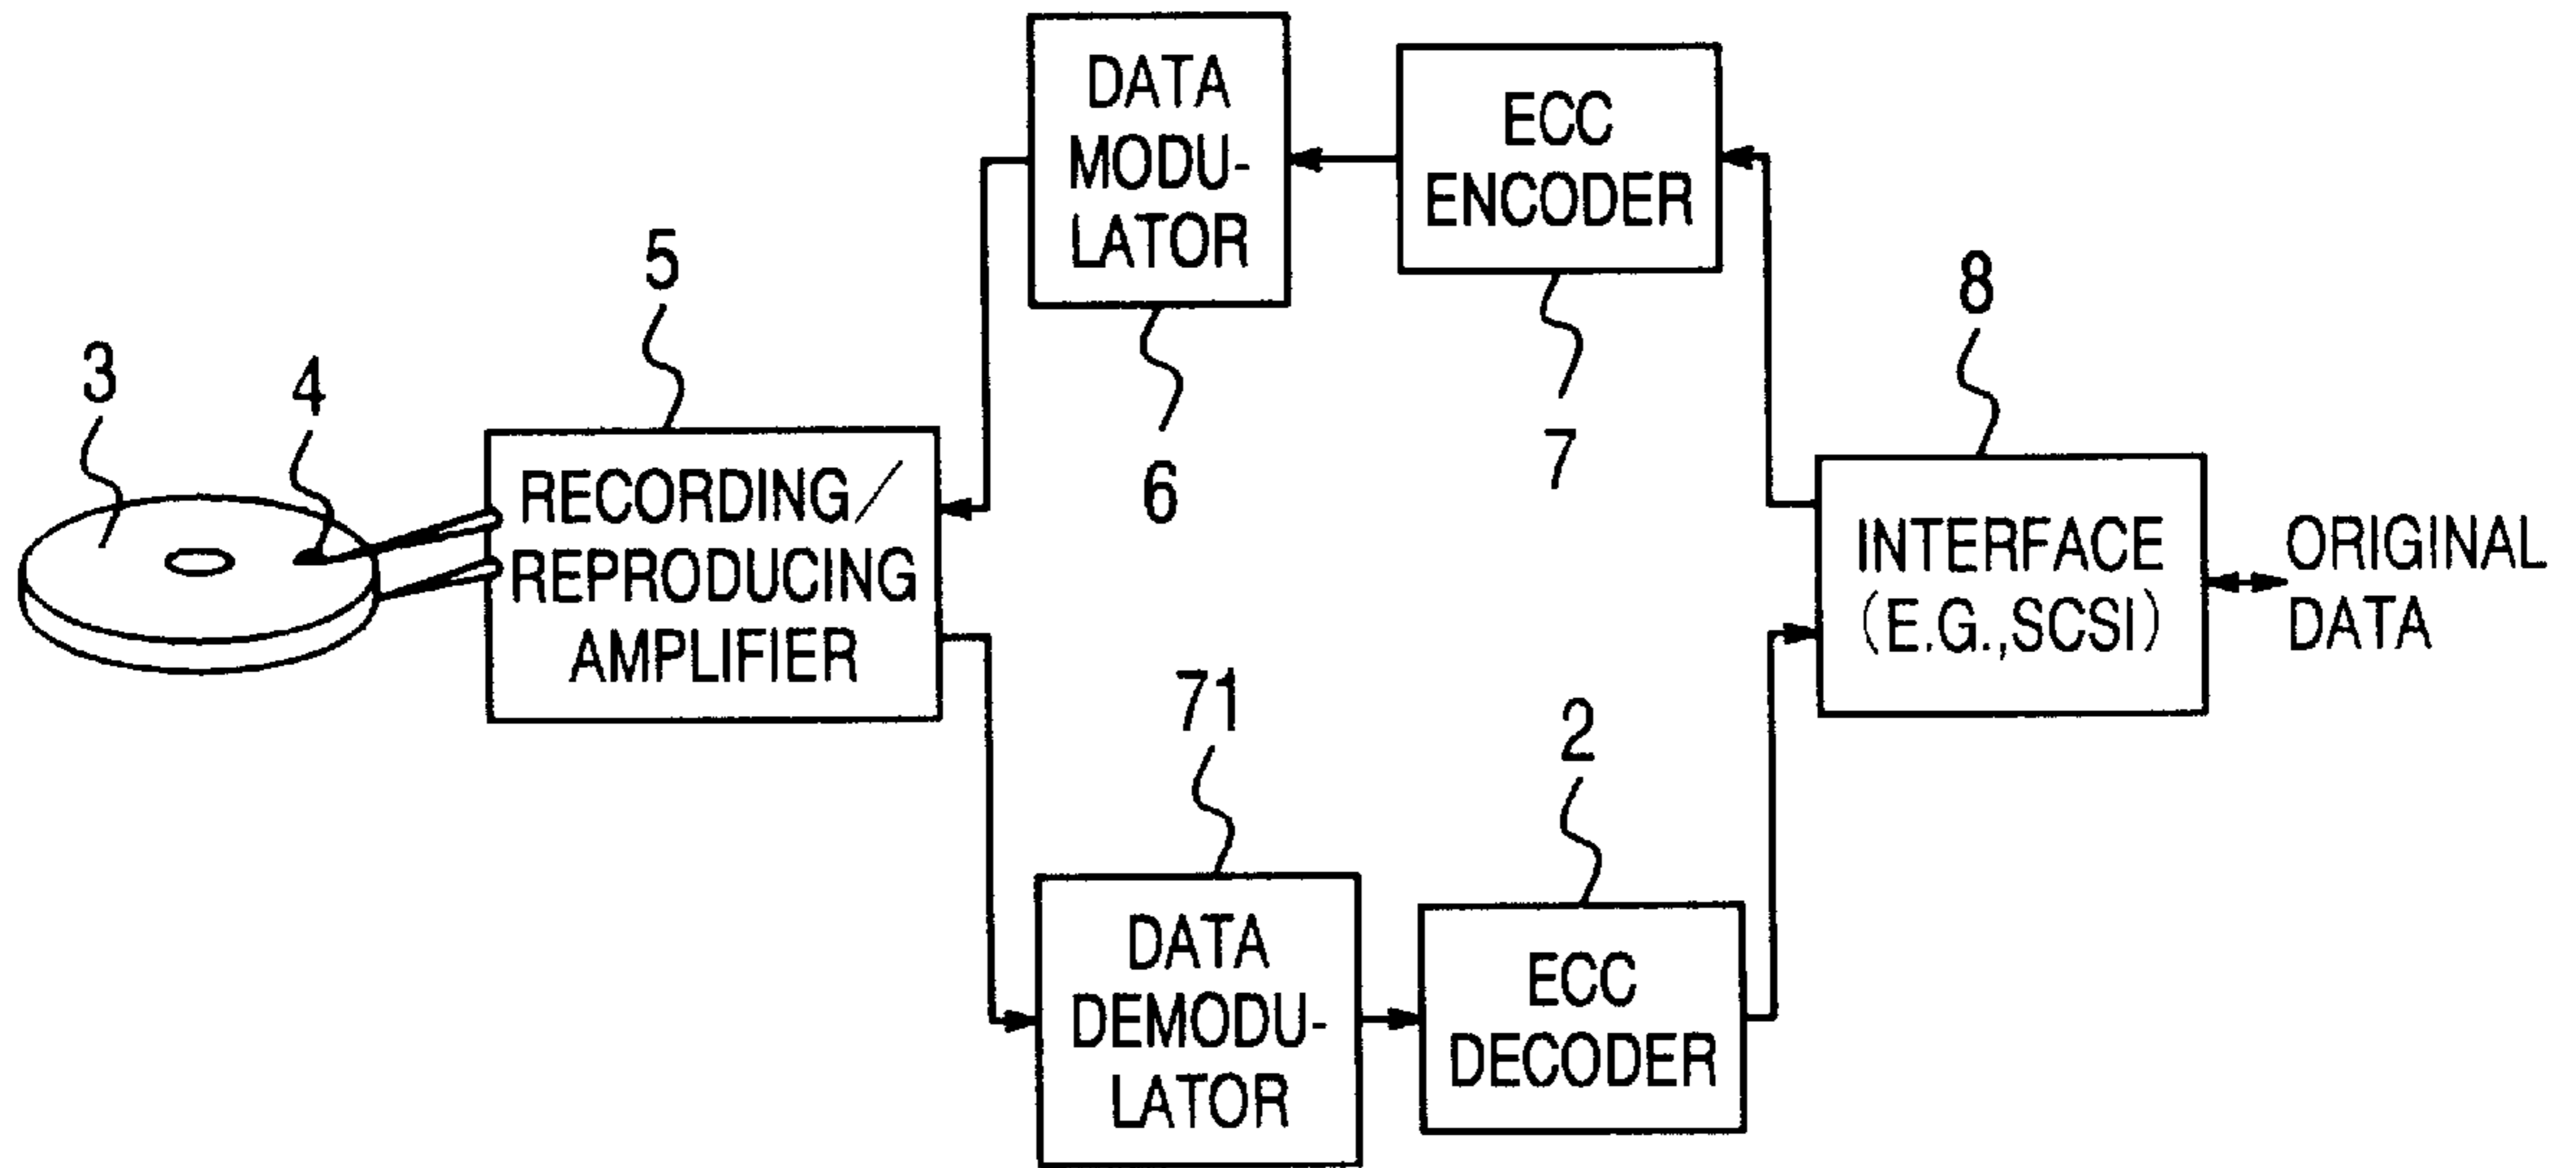 DATA
MODU-
LATOR
6
ECC
ENCODER
7
5
RECORDING/
REPRODUCING
AMPLIFIER
3
4
8
INTERFACE
(E.G.,SCSI)
ORIGINAL
DATA
71
DATA
DEMODU-
LATOR
2
ECC
DECODER